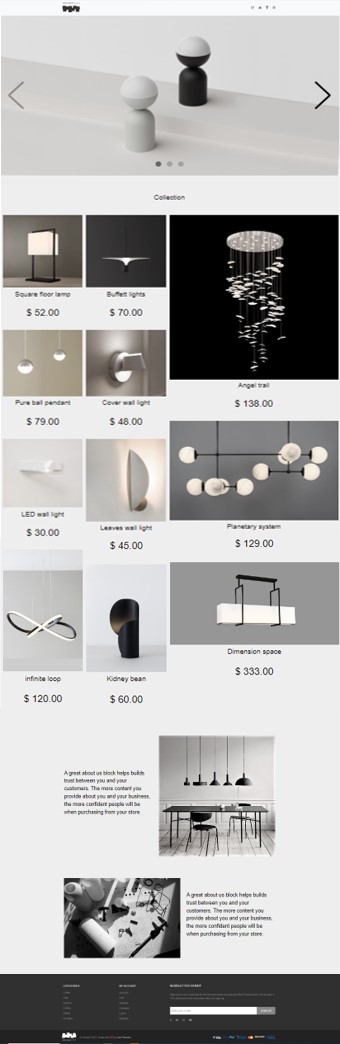 Collection
Square floor lamp
$ 52.00
Buffett lights
$ 70.00
Angel trail
$ 138.00
Pure ball pendant
$ 79.00
Cover wall light
$ 48.00
LED wall light
$ 30.00
Leaves wall light
$ 45.00
Planetary system
$ 129.00
infinite loop
$ 120.00
Kidney bean
$ 60.00
Dimension space
$ 333.00
A great about us block helps builds
trust between you and your
customers. The more content you
provide about you and your business,
the more confident people will be
when purchasing from your store.
A great about us block helps builds
trust between you and your
customers. The more content you
provide about you and your business,
the more confident people will be
when purchasing from your store.